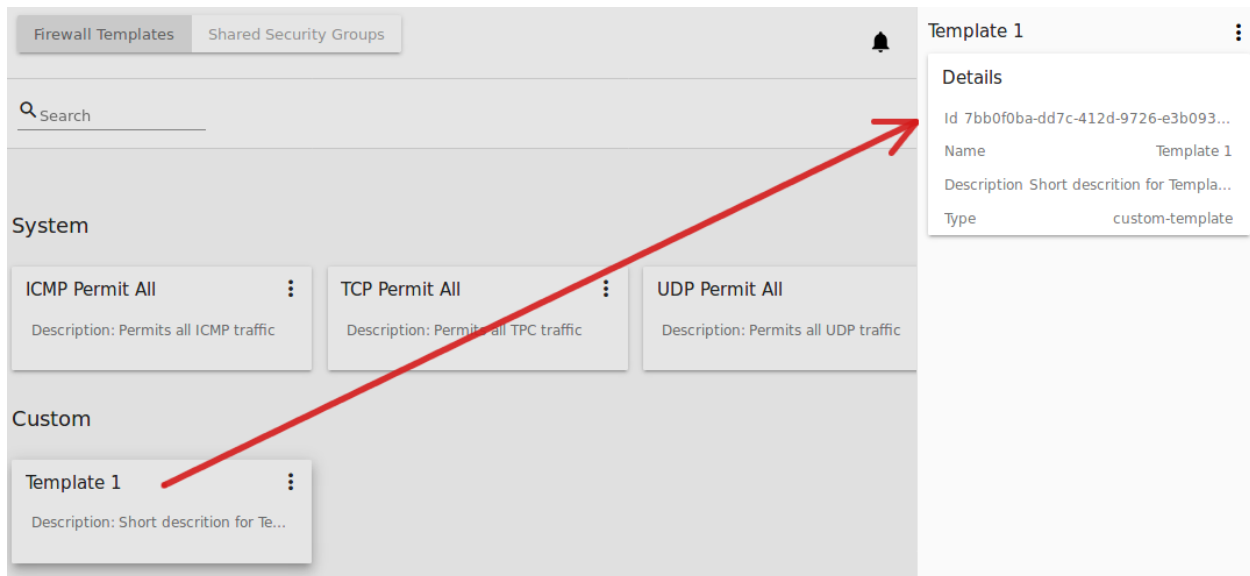 Firewall Templates
Shared Security Groups
Search
System
ICMP Permit All
Description: Permits all ICMP traffic
TCP Permit All
Description: Permits all TPC traffic
UDP Permit All
Description: Permits all UDP traffic
Custom
Template 1
Description: Short descrition for Te...
Template 1
Details
Id 7bb0f0ba-dd7c-412d-9726-e3b093...
Name Template 1
Description Short descrition for Templa...
Type custom-template